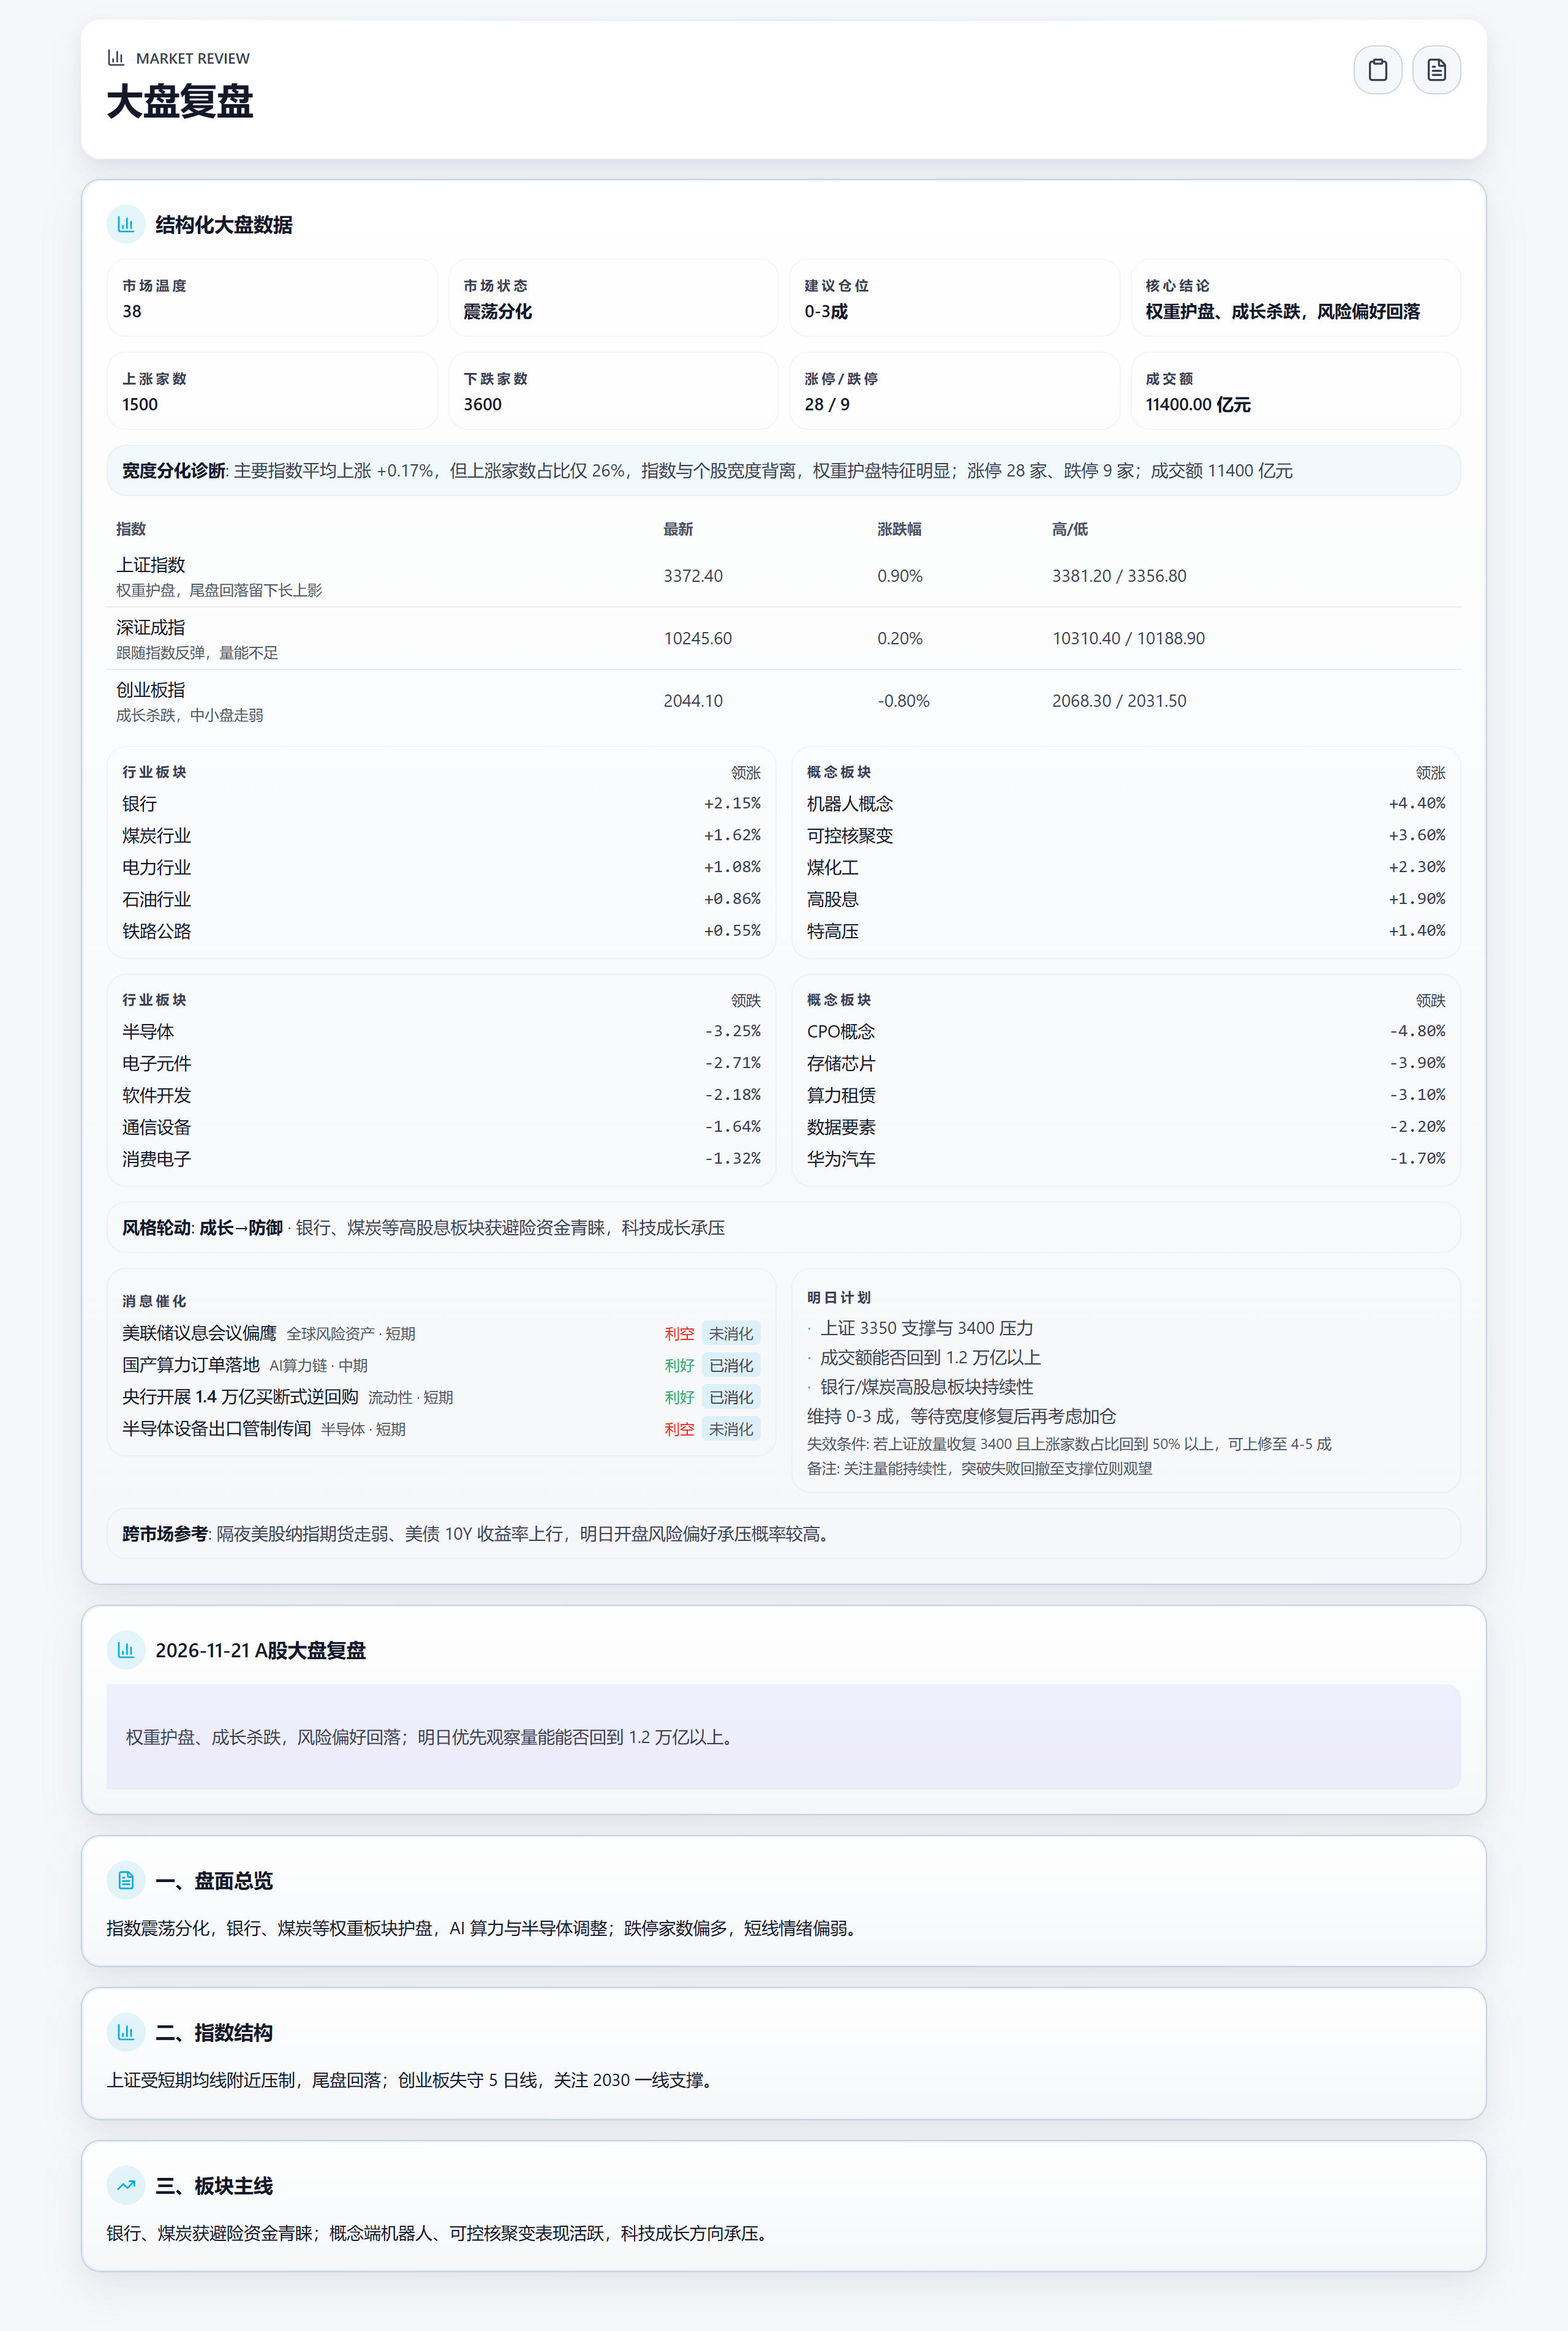 MARKET REVIEW
大盘复盘
结构化大盘数据
市场温度
38
市场状态
震荡分化
建议仓位
0-3成
核心结论
权重护盘、成长杀跌，风险偏好回落
上涨家数
1500
下跌家数
3600
涨停/跌停
28 / 9
成交额
11400.00 亿元
宽度分化诊断: 主要指数平均上涨 +0.17%，但上涨家数占比仅 26%，指数与个股宽度背离，权重护盘特征明显；涨停 28 家、跌停 9 家；成交额 11400 亿元
指数 最新 涨跌幅 高/低
上证指数
权重护盘，尾盘回落留下长上影
3372.40 0.90% 3381.20 / 3356.80
深证成指
跟随指数反弹，量能不足
10245.60 0.20% 10310.40 / 10188.90
创业板指
成长杀跌，中小盘走弱
2044.10 -0.80% 2068.30 / 2031.50
行业板块 领涨
银行 +2.15%
煤炭行业 +1.62%
电力行业 +1.08%
石油行业 +0.86%
铁路公路 +0.55%
概念板块 领涨
机器人概念 +4.40%
可控核聚变 +3.60%
煤化工 +2.30%
高股息 +1.90%
特高压 +1.40%
行业板块 领跌
半导体 -3.25%
电子元件 -2.71%
软件开发 -2.18%
通信设备 -1.64%
消费电子 -1.32%
概念板块 领跌
CPO概念 -4.80%
存储芯片 -3.90%
算力租赁 -3.10%
数据要素 -2.20%
华为汽车 -1.70%
风格轮动: 成长→防御 · 银行、煤炭等高股息板块获避险资金青睐，科技成长承压
消息催化
美联储议息会议偏鹰 全球风险资产 · 短期 利空 未消化
国产算力订单落地 AI算力链 · 中期 利好 已消化
央行开展 1.4 万亿买断式逆回购 流动性 · 短期 利好 已消化
半导体设备出口管制传闻 半导体 · 短期 利空 未消化
明日计划
· 上证 3350 支撑与 3400 压力
· 成交额能否回到 1.2 万亿以上
· 银行/煤炭高股息板块持续性
维持 0-3 成，等待宽度修复后再考虑加仓
失效条件: 若上证放量收复 3400 且上涨家数占比回到 50% 以上，可上修至 4-5 成
备注: 关注量能持续性，突破失败回撤至支撑位则观望
跨市场参考: 隔夜美股纳指期货走弱、美债 10Y 收益率上行，明日开盘风险偏好承压概率较高。
2026-11-21 A股大盘复盘
权重护盘、成长杀跌，风险偏好回落；明日优先观察量能能否回到 1.2 万亿以上。
一、盘面总览
指数震荡分化，银行、煤炭等权重板块护盘，AI 算力与半导体调整；跌停家数偏多，短线情绪偏弱。
二、指数结构
上证受短期均线附近压制，尾盘回落；创业板失守 5 日线，关注 2030 一线支撑。
三、板块主线
银行、煤炭获避险资金青睐；概念端机器人、可控核聚变表现活跃，科技成长方向承压。